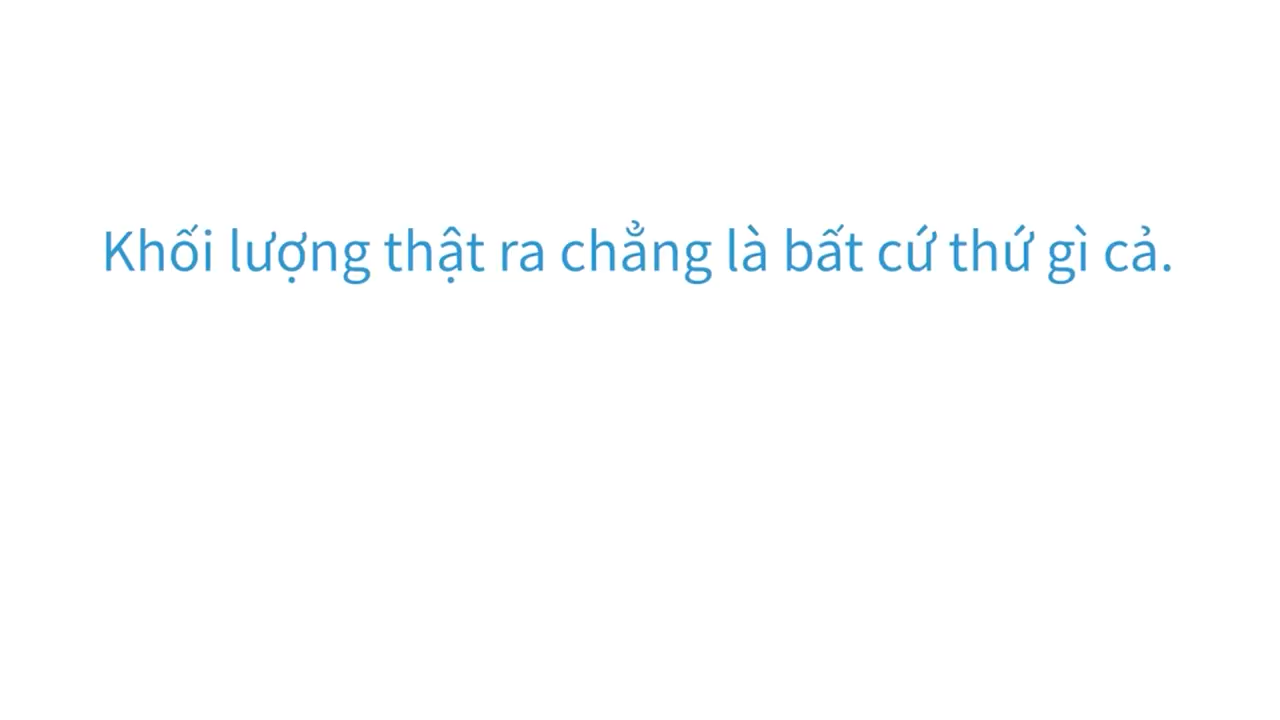 Khối lượng thật ra chẳng là bất cứ thứ gì cả.